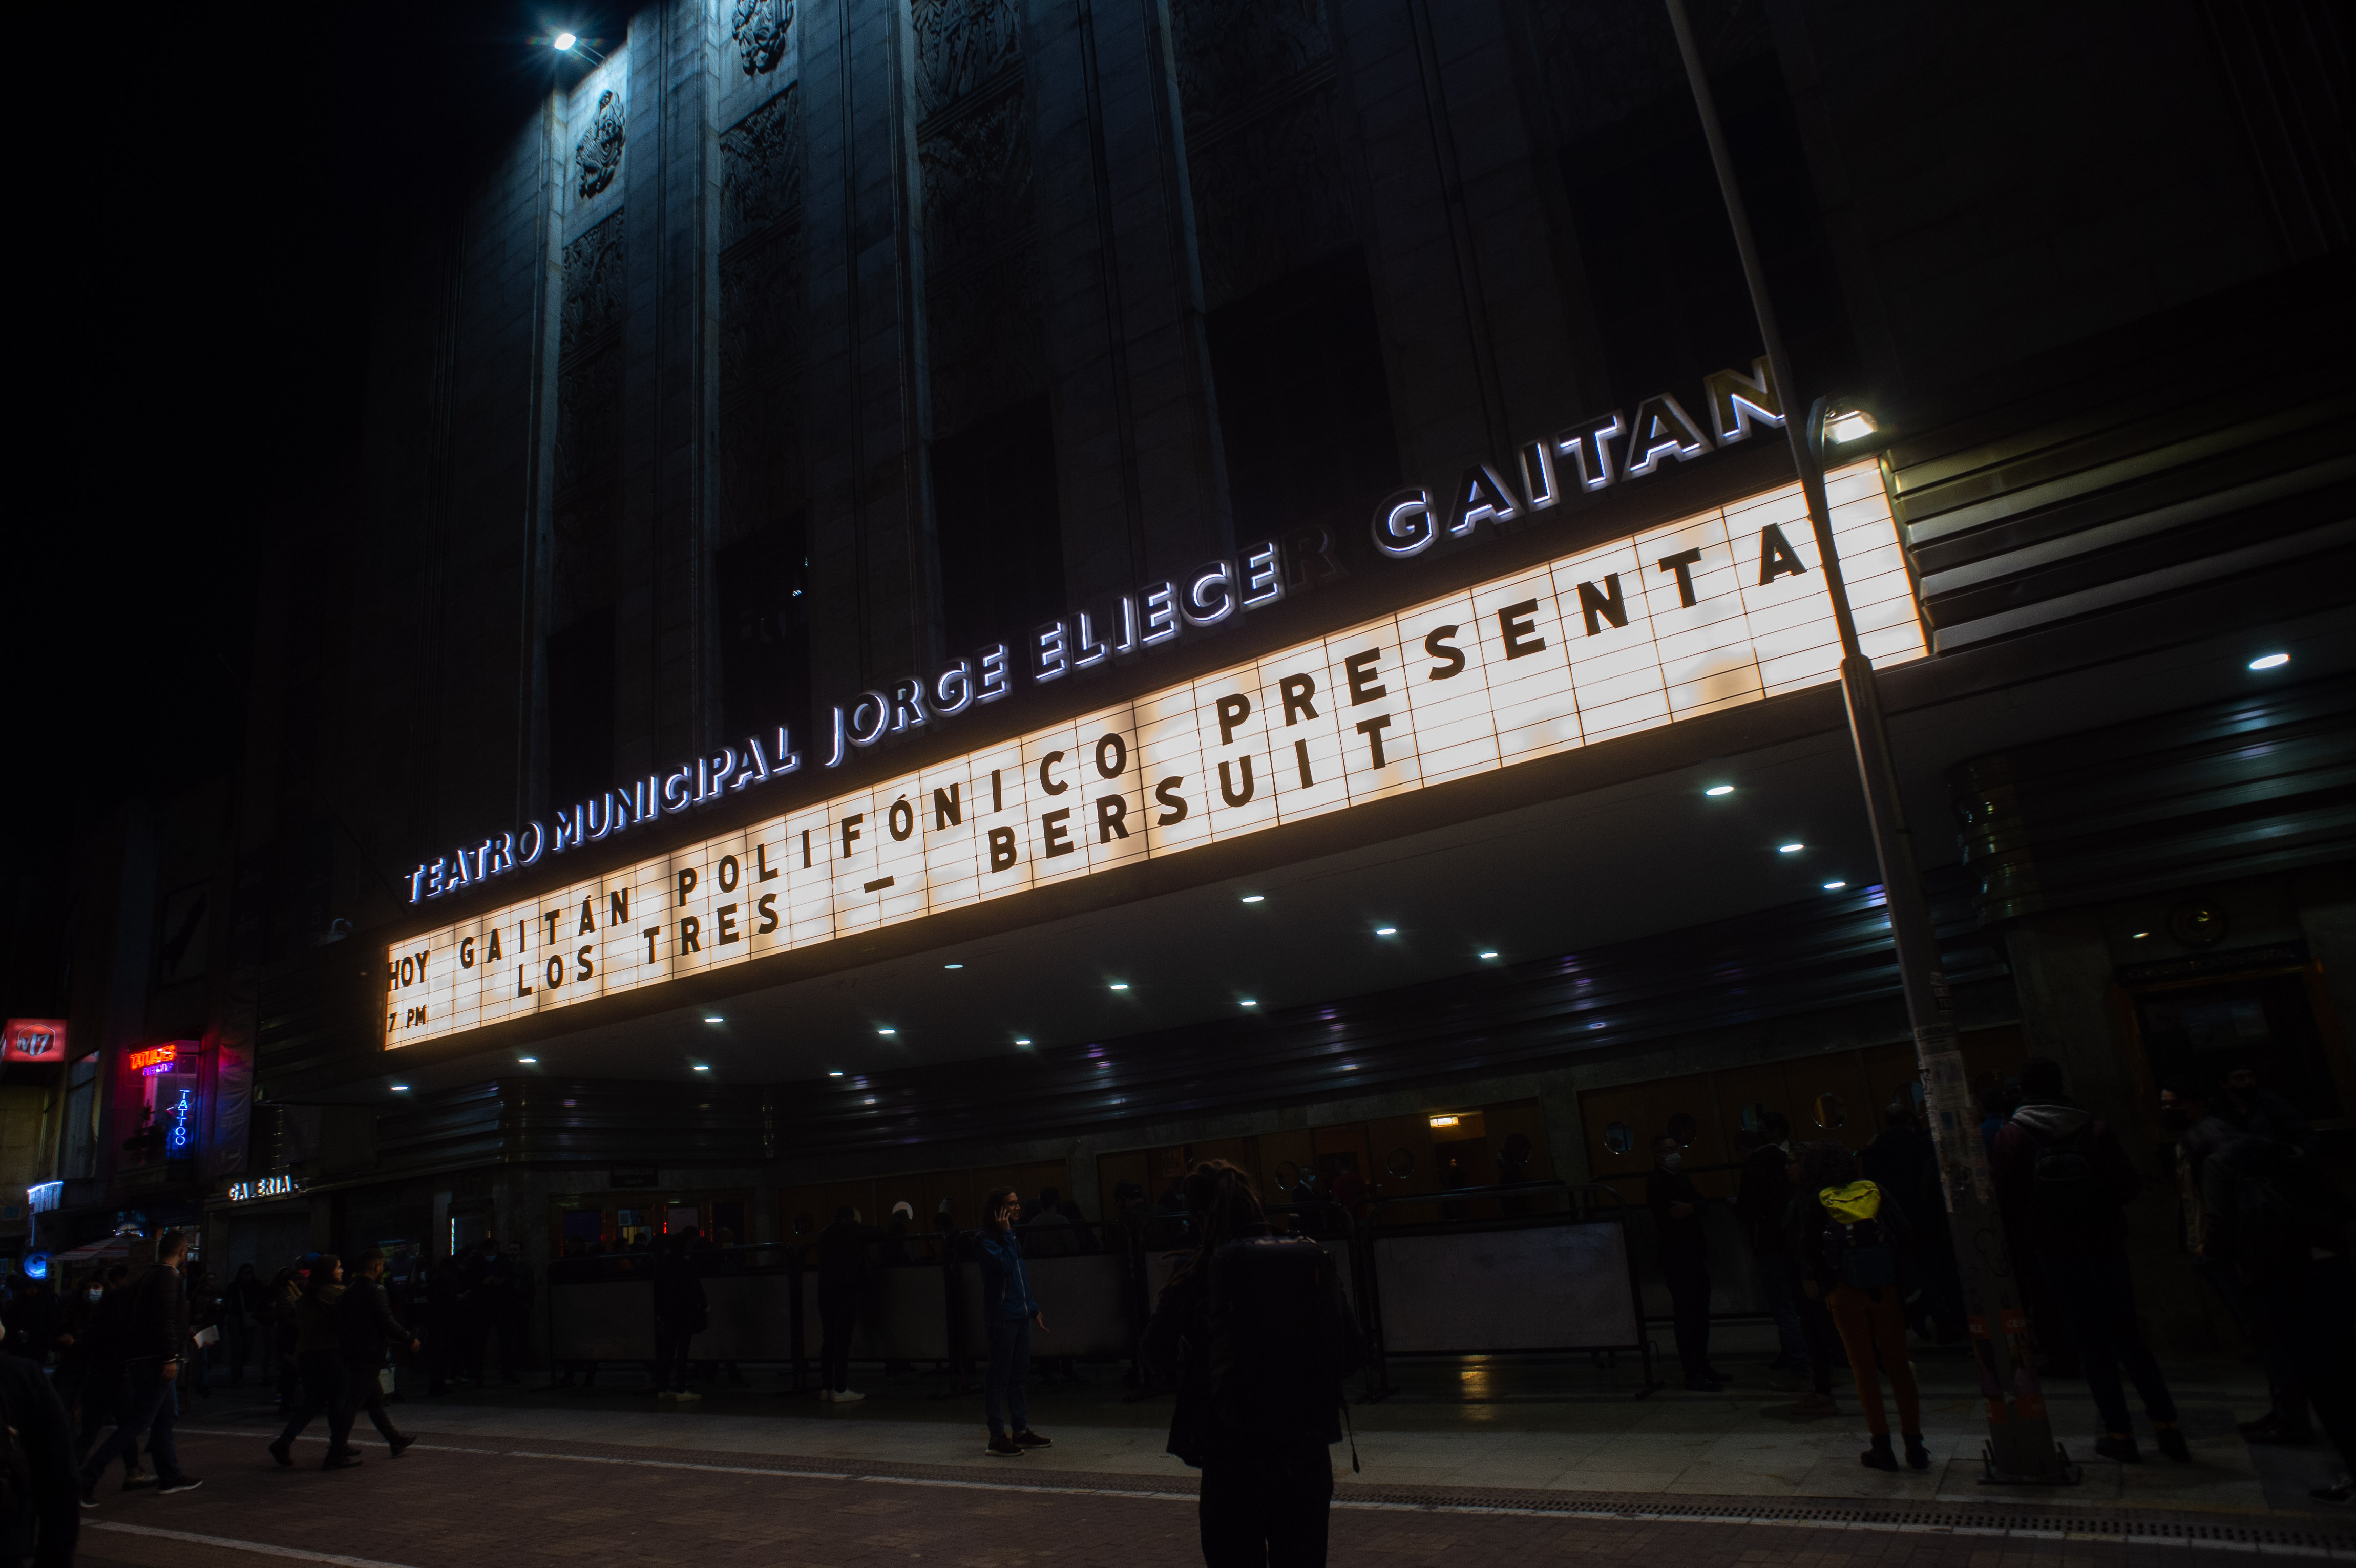 TEATRO MUNICIPAL JORGE ELIECER GAITAN
HOY GAITÁN POLIFÓNICO PRESENTA
LOS TRES – BERSUIT
7 PM
TATTOO
GALERIA